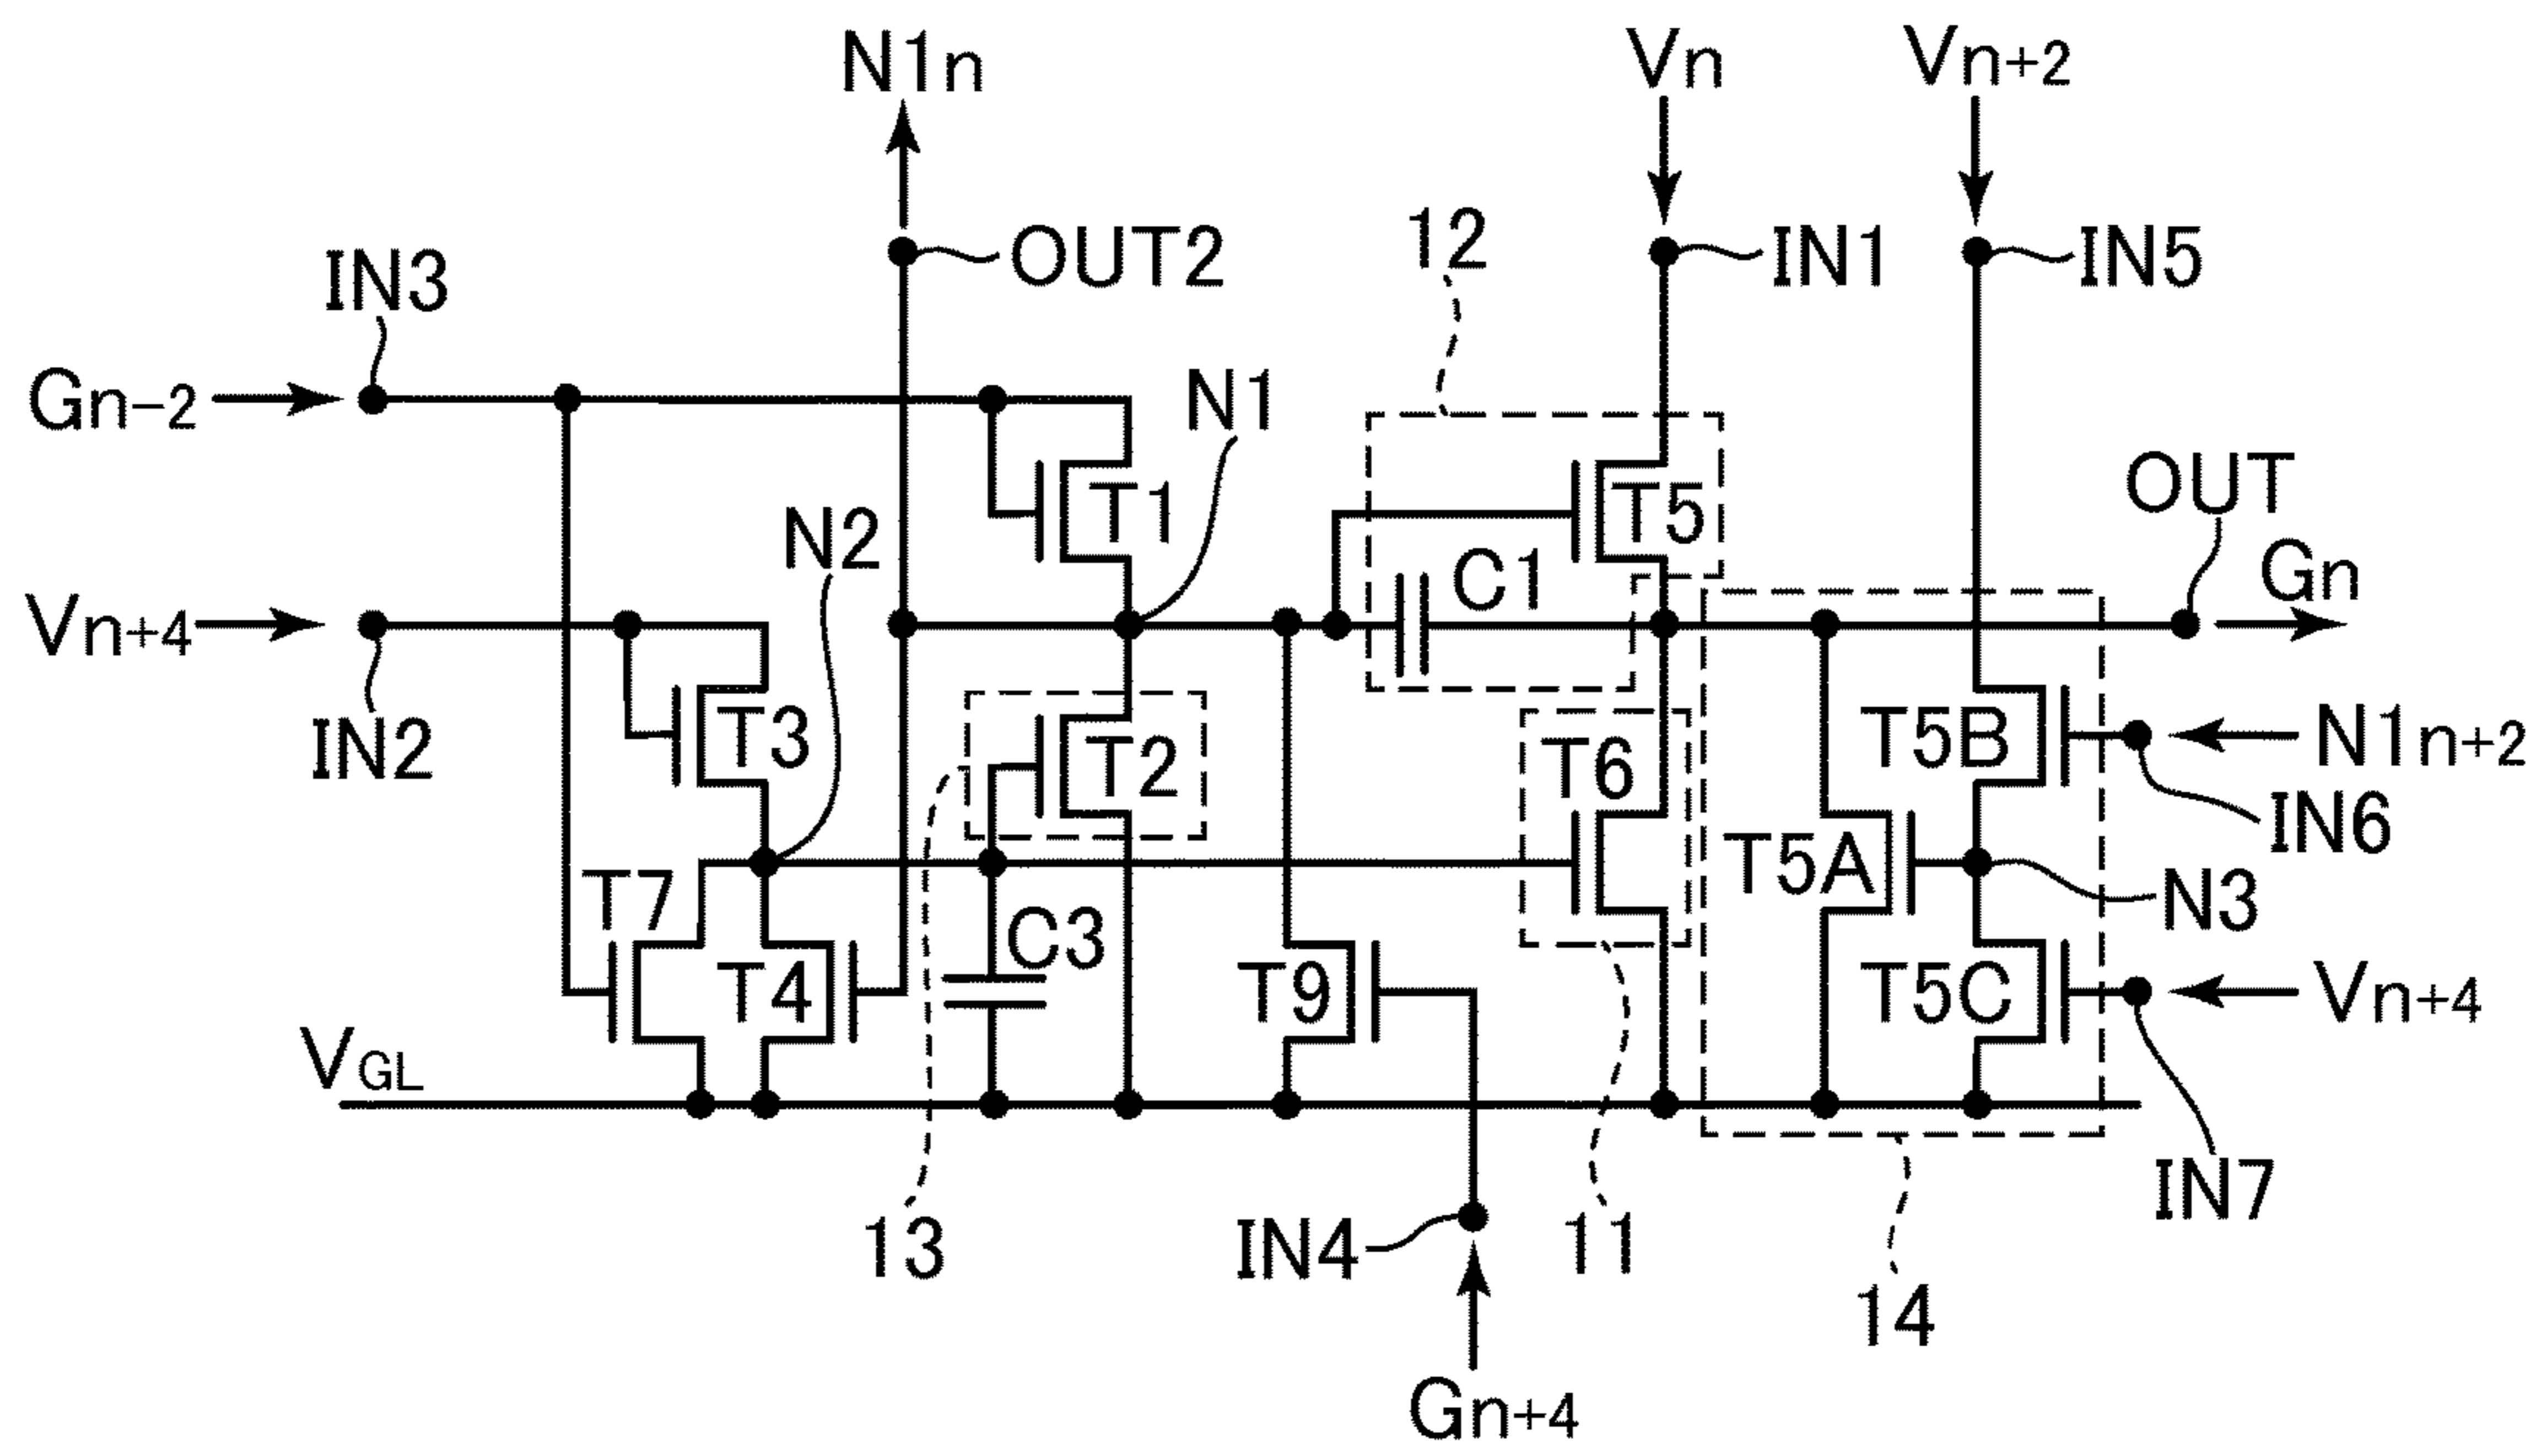 N1n
Vn
Vn+2
OUT2
12
IN1
IN5
IN3
Gn−2
N1
OUT
T1
T5
N2
C1
Gn
Vn+4
IN2
T3
T2
T6
T5B
N1n+2
IN6
T7
C3
T5A
N3
T4
T9
T5C
Vn+4
VGL
13
IN4
11
IN7
14
Gn+4